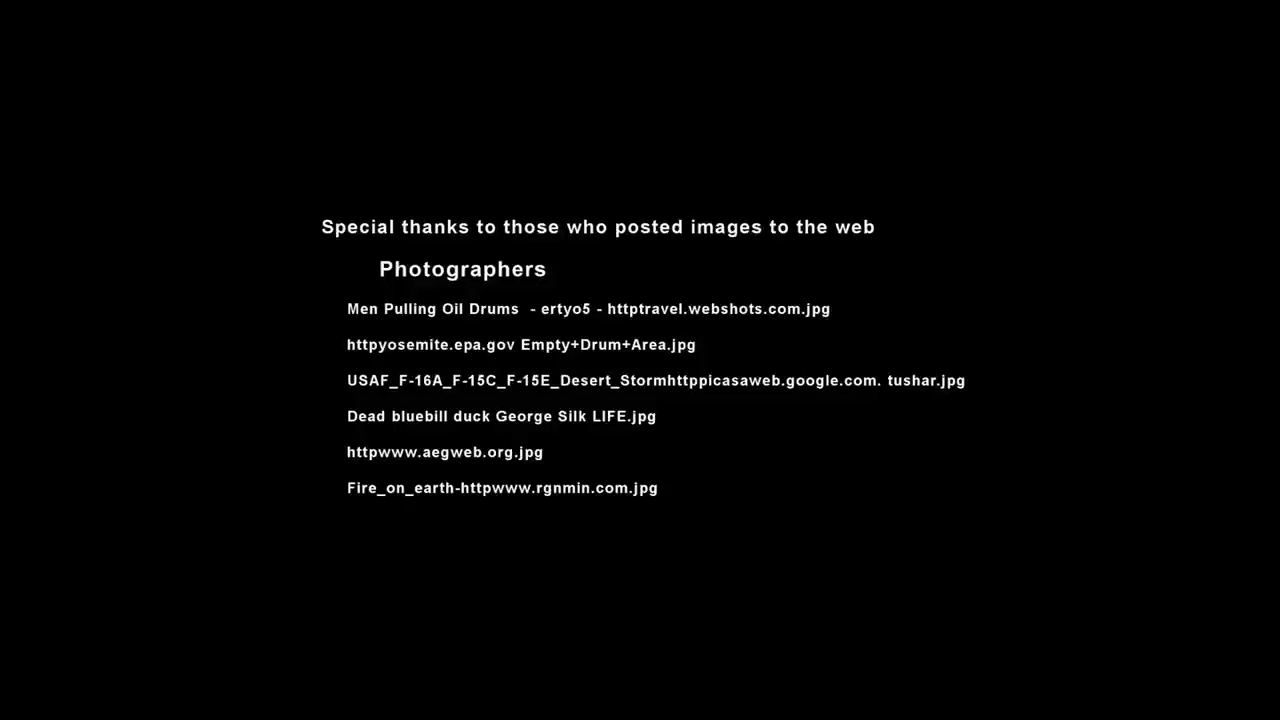 Special thanks to those who posted images to the web
Photographers
Men Pulling Oil Drums - ertyo5 - httptravel.webshots.com.jpg
httpyosemite.epa.gov Empty+Drum+Area.jpg
USAF_F-16A_F-15C_F-15E_Desert_Stormhttppicasaweb.google.com. tushar.jpg
Dead bluebill duck George Silk LIFE.jpg
httpwww.aegweb.org.jpg
Fire_on_earth-httpwww.rgnmin.com.jpg